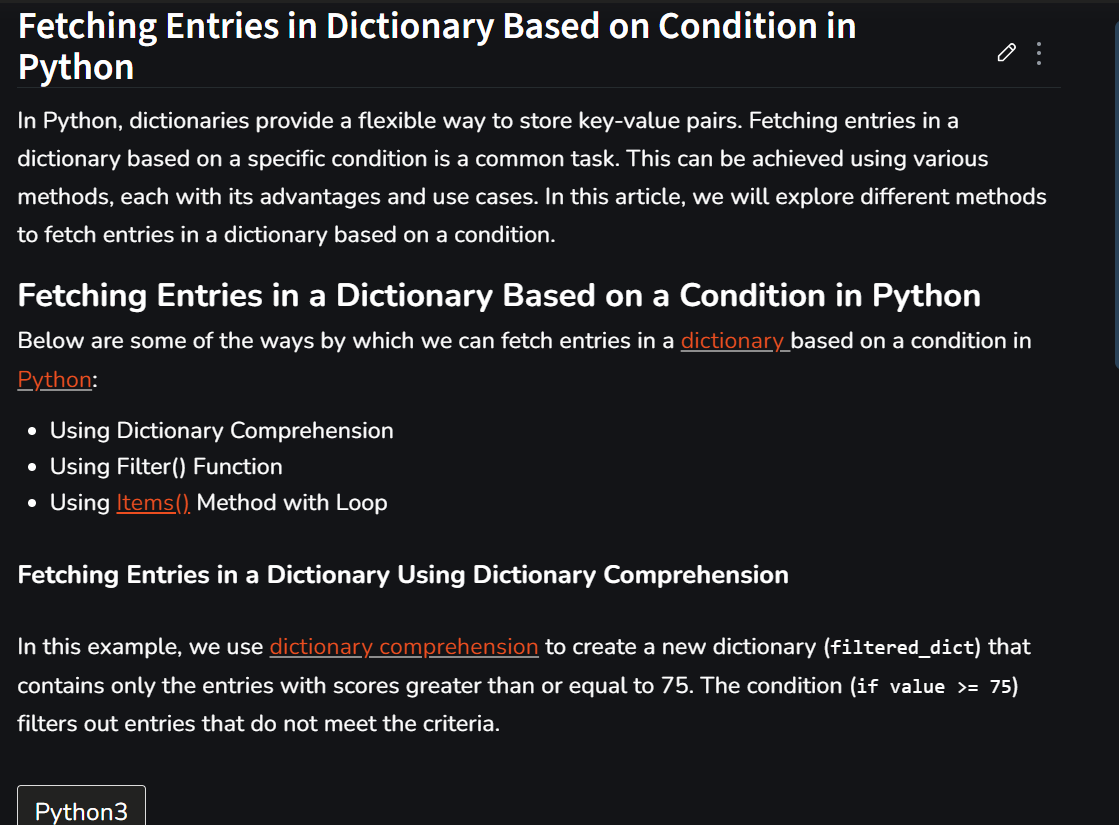 Fetching Entries in Dictionary Based on Condition in
Python
In Python, dictionaries provide a flexible way to store key-value pairs. Fetching entries in a
dictionary based on a specific condition is a common task. This can be achieved using various
methods, each with its advantages and use cases. In this article, we will explore different methods
to fetch entries in a dictionary based on a condition.
Fetching Entries in a Dictionary Based on a Condition in Python
Below are some of the ways by which we can fetch entries in a dictionary based on a condition in
Python:
• Using Dictionary Comprehension
• Using Filter() Function
• Using Items() Method with Loop
Fetching Entries in a Dictionary Using Dictionary Comprehension
In this example, we use dictionary comprehension to create a new dictionary (filtered_dict) that
contains only the entries with scores greater than or equal to 75. The condition (if value >= 75)
filters out entries that do not meet the criteria.
Python3